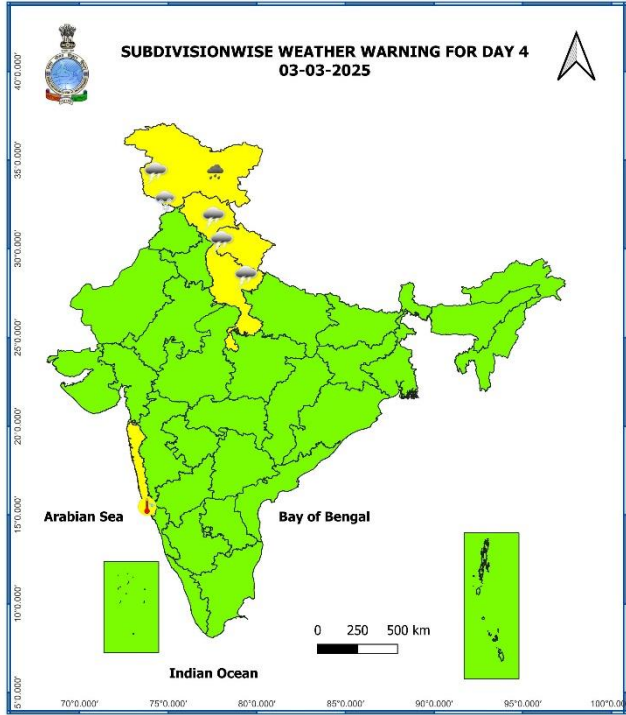 SUBDIVISIONWISE WEATHER WARNING FOR DAY 4
03-03-2025
40°0.000'
35°0.000'
30°0.000'
25°0.000'
20°0.000'
15°0.000'
10°0.000'
5°0.000'
Arabian Sea
Bay of Bengal
0 250 500 km
Indian Ocean
70°0.000' 75°0.000' 80°0.000' 85°0.000' 90°0.000' 95°0.000' 100°0.000'